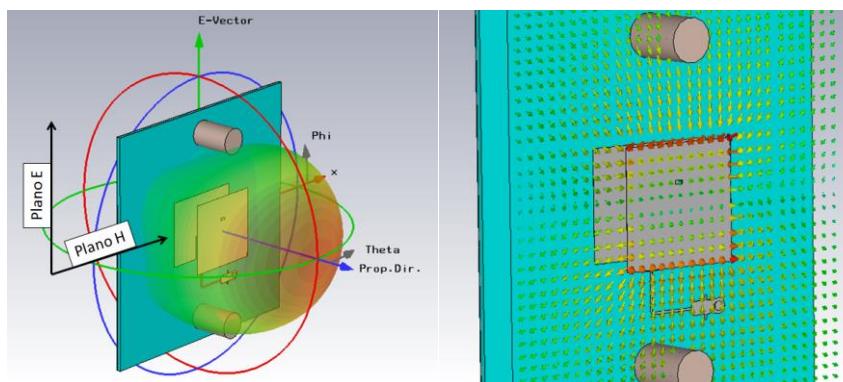 E-Vector
Phi
x
Plano E
Plano H
Theta
Prop.Dir.